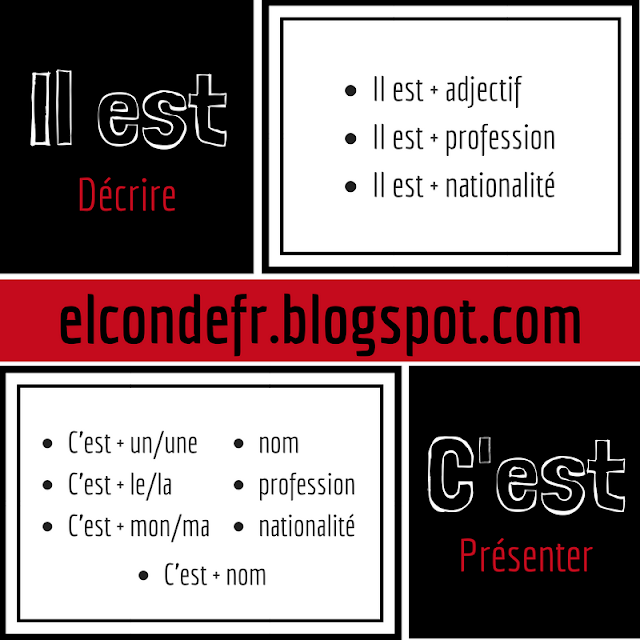 Il est
Décrire
• Il est + adjectif
• Il est + profession
• Il est + nationalité
elcondefr.blogspot.com
• C'est + un/une • nom
• C'est + le/la • profession
• C'est + mon/ma • nationalité
• C'est + nom
C'est
Présenter